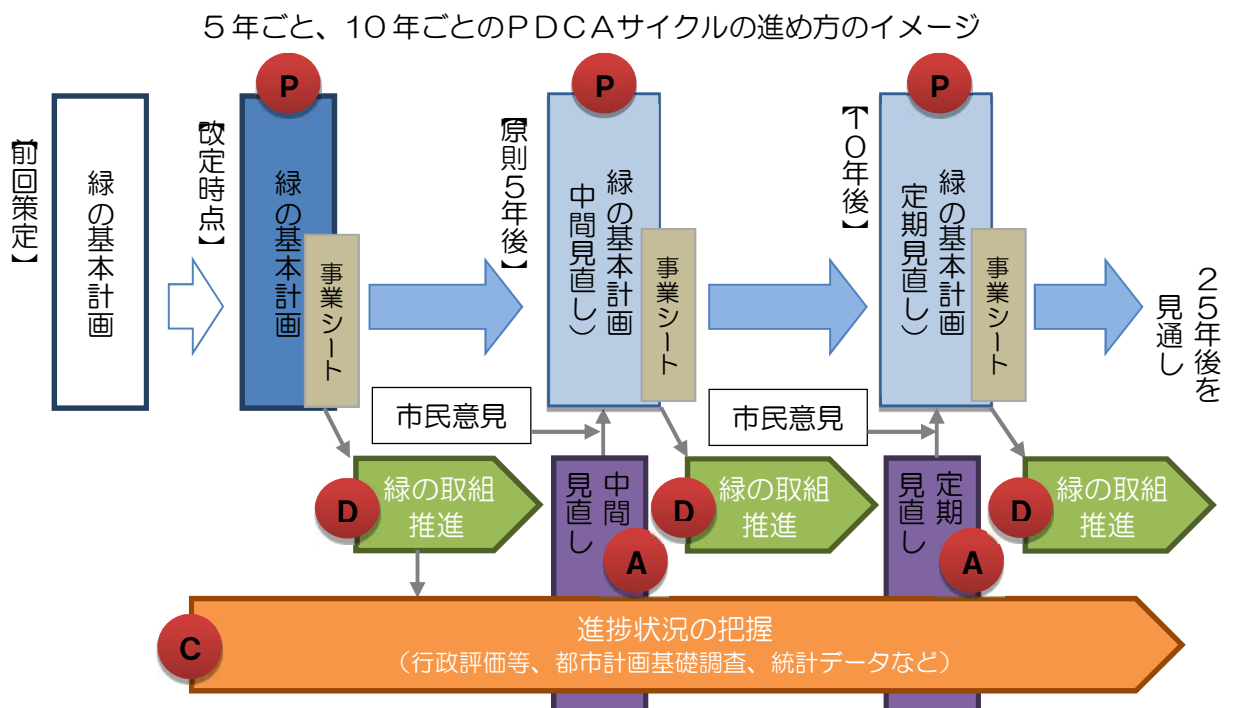 5年ごと、10年ごとのPDCAサイクルの進め方のイメージ
【前回策定】
緑の基本計画
【改定時点】
P
緑の基本計画
事業シート
【原則5年後】
P
緑の基本計画
（中間見直し）
事業シート
【10年後】
P
緑の基本計画
（定期見直し）
事業シート
25年後を
見通し
市民意見
市民意見
D
緑の取組
推進
中間
見直し
A
D
緑の取組
推進
定期
見直し
A
D
緑の取組
推進
C
進捗状況の把握
（行政評価等、都市計画基礎調査、統計データなど）